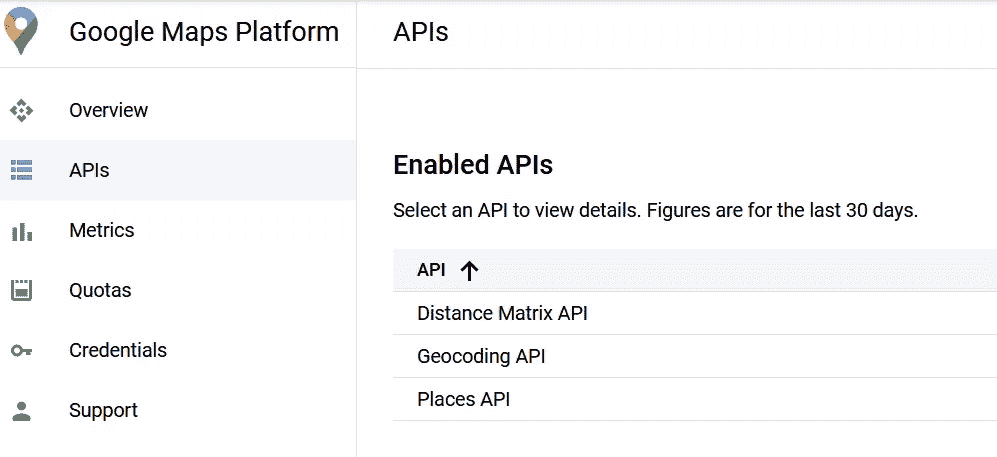 Google Maps Platform
APIs
Overview
APIs
Metrics
Quotas
Credentials
Support
Enabled APIs
Select an API to view details. Figures are for the last 30 days.
API
Distance Matrix API
Geocoding API
Places API